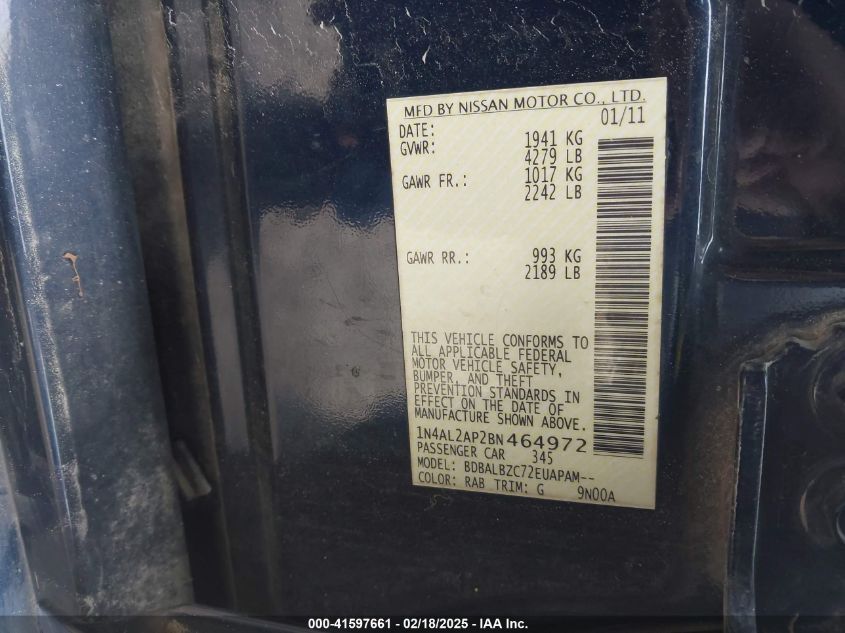 MFD BY NISSAN MOTOR CO., LTD.
DATE: 01/11
GVWR: 1941 KG
4279 LB
GAWR FR.: 1017 KG
2242 LB
GAWR RR.: 993 KG
2189 LB
THIS VEHICLE CONFORMS TO
ALL APPLICABLE FEDERAL
MOTOR VEHICLE SAFETY,
BUMPER, AND THEFT
PREVENTION STANDARDS IN
EFFECT ON THE DATE OF
MANUFACTURE SHOWN ABOVE.
1N4AL2AP2BN464972
PASSENGER CAR 345
MODEL: BDBALBZC72EUAPAM--
COLOR: RAB TRIM: G 9N00A
000-41597661 - 02/18/2025 - IAA Inc.